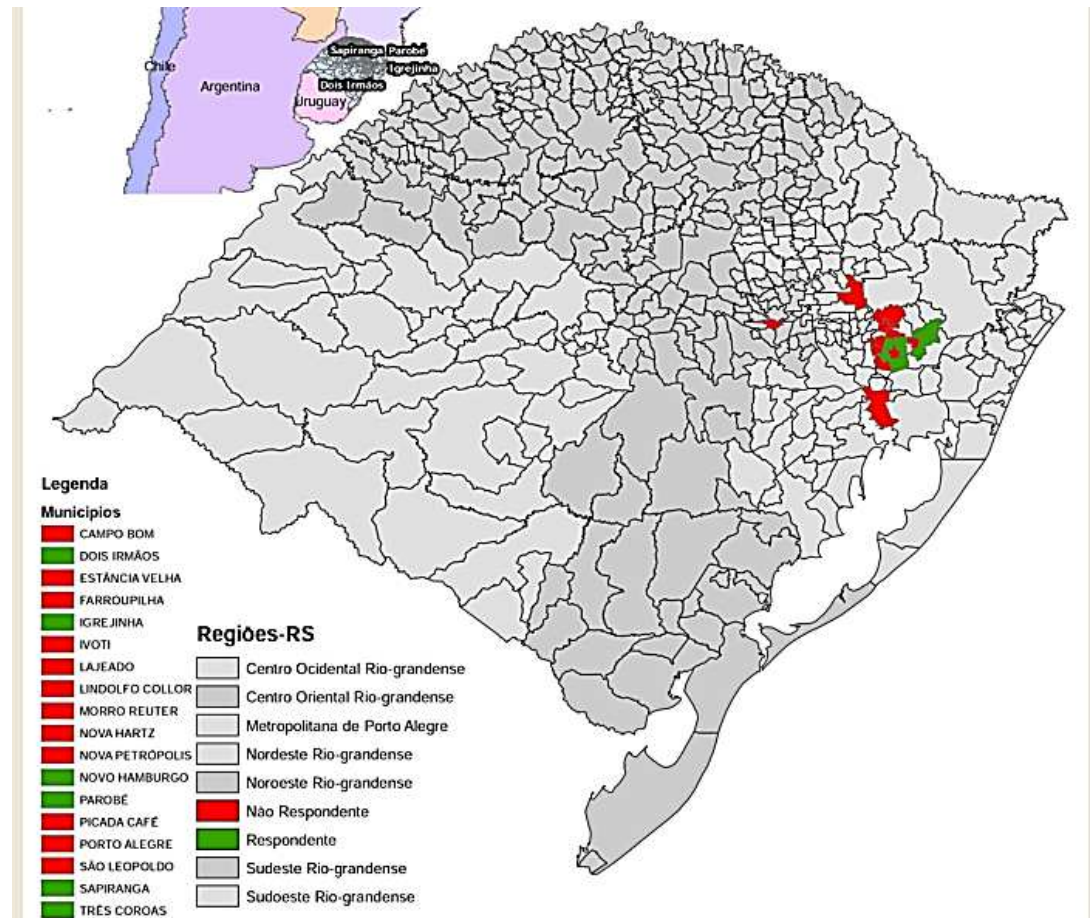 Sapiranga Parobé
Chile
Igrejinha
Argentina
Dois Irmãos
Uruguay
Legenda
Municipios
CAMPO BOM
DOIS IRMÃOS
ESTÂNCIA VELHA
FARROUPILHA
IGREJINHA
IVOTI
LAJEADO
LINDOLFO COLLOR
MORRO REUTER
NOVA HARTZ
NOVA PETRÓPOLIS
NOVO HAMBURGO
PAROBÉ
PICADA CAFÉ
PORTO ALEGRE
SÃO LEOPOLDO
SAPIRANGA
TRÊS COROAS
Regiões-RS
Centro Ocidental Rio-grandense
Centro Oriental Rio-grandense
Metropolitana de Porto Alegre
Nordeste Rio-grandense
Noroeste Rio-grandense
Não Respondente
Respondente
Sudeste Rio-grandense
Sudoeste Rio-grandense